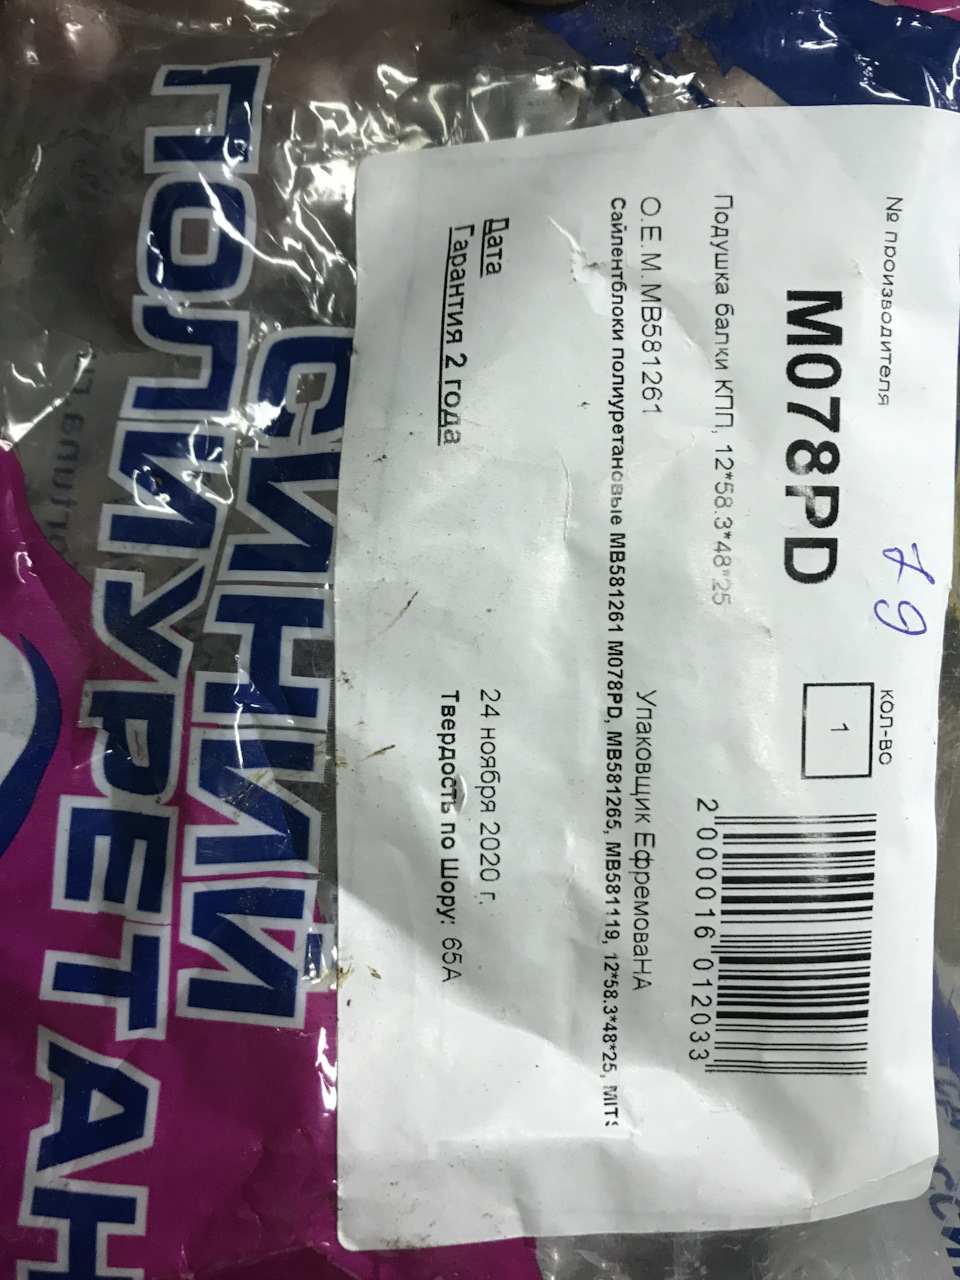 СИНИЙ
ПОЛИУРЕТАН
№ производителя
79
кол-во
M078PD
1
2 000016 012033
Подушка балки КПП, 12*58.3*48*25
О.Е.М.MB581261
Упаковщик ЕфремоваНА
Сайлентблоки полиуретановые MB581261 M078PD, MB581265, MB581119, 12*58.3*48*25, MITS
Дата
24 ноября 2020 г.
Гарантия 2 года
Твердость по Шору: 65А